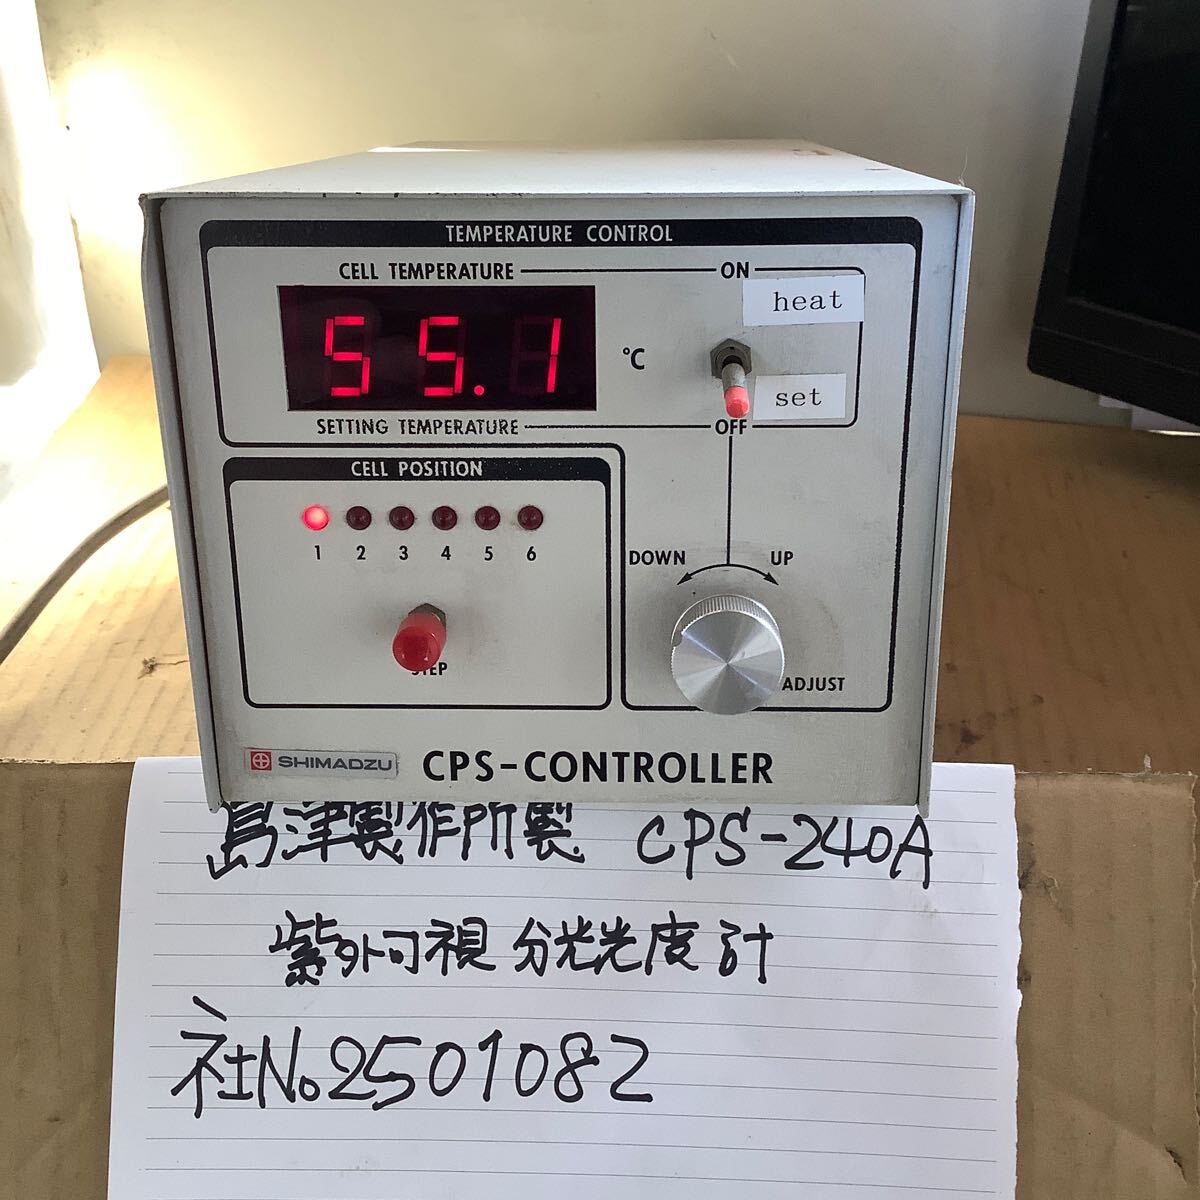 TEMPERATURE CONTROL
CELL TEMPERATURE ON
heat
55.1 °C
set
SETTING TEMPERATURE OFF
CELL POSITION
1 2 3 4 5 6
DOWN UP
STEP
ADJUST
SHIMADZU CPS-CONTROLLER
島津製作所製 CPS-240A
紫外可視分光光度計
社No.2501082